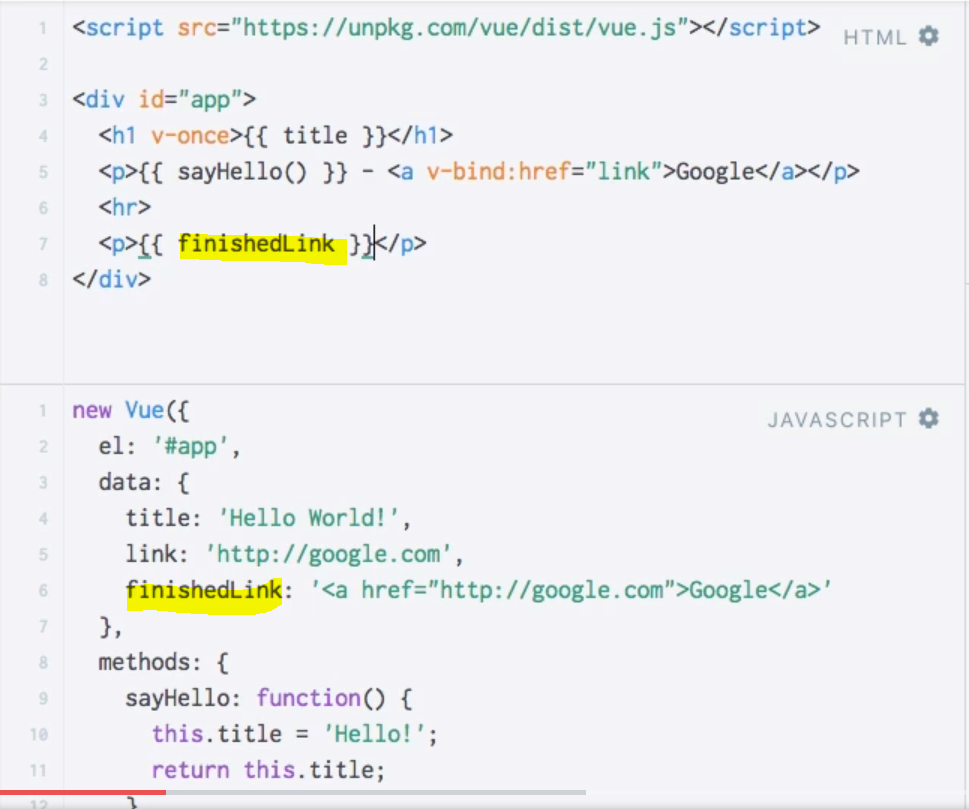 1 <script src="https://unpkg.com/vue/dist/vue.js"></script> HTML
2
3 <div id="app">
4 <h1 v-once>{{ title }}</h1>
5 <p>{{ sayHello() }} - <a v-bind:href="link">Google</a></p>
6 <hr>
7 <p>{{ finishedLink }}</p>
8 </div>
1 new Vue({
JAVASCRIPT
2 el: '#app',
3 data: {
4 title: 'Hello World!',
5 link: 'http://google.com',
6 finishedLink: '<a href="http://google.com">Google</a>'
7 },
8 methods: {
9 sayHello: function() {
10 this.title = 'Hello!';
11 return this.title;
12 }